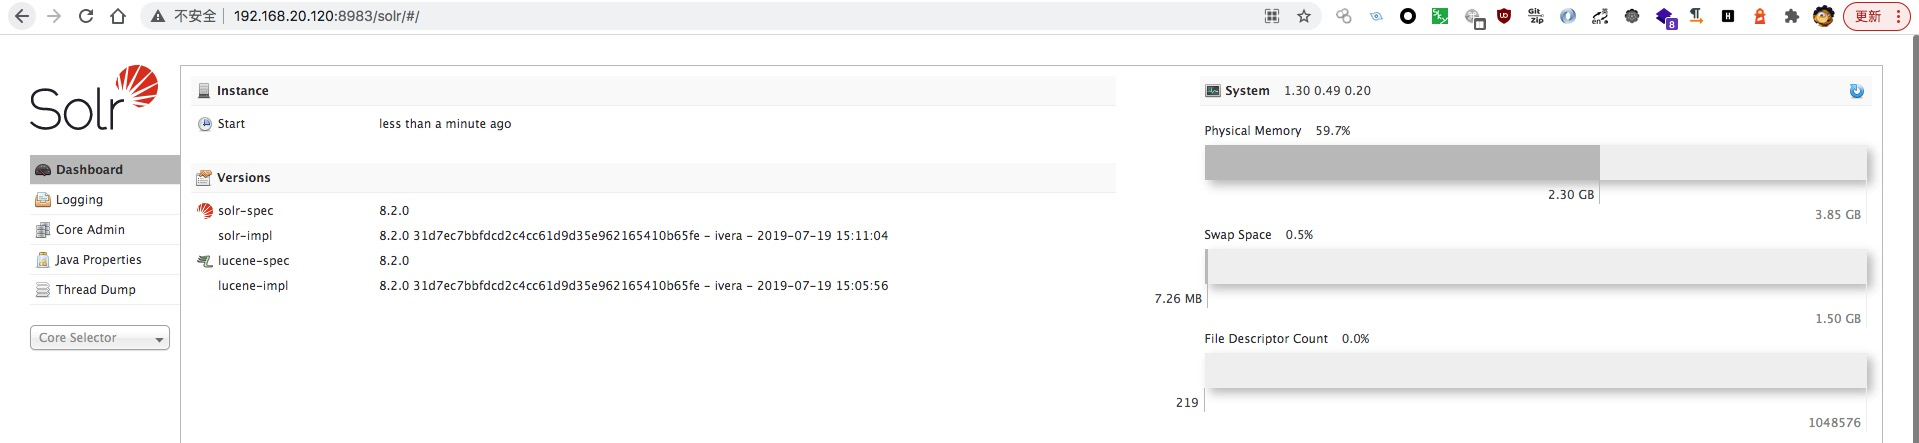 不安全 | 192.168.20.120:8983/solr/#/
Git
Zip
en
8
H
更新
Solr
Dashboard
Logging
Core Admin
Java Properties
Thread Dump
Core Selector
Instance
Start less than a minute ago
Versions
solr-spec 8.2.0
solr-impl 8.2.0 31d7ec7bbfdcd2c4cc61d9d35e962165410b65fe - ivera - 2019-07-19 15:11:04
lucene-spec 8.2.0
lucene-impl 8.2.0 31d7ec7bbfdcd2c4cc61d9d35e962165410b65fe - ivera - 2019-07-19 15:05:56
System 1.30 0.49 0.20
Physical Memory 59.7%
2.30 GB
3.85 GB
Swap Space 0.5%
7.26 MB
1.50 GB
File Descriptor Count 0.0%
219
1048576